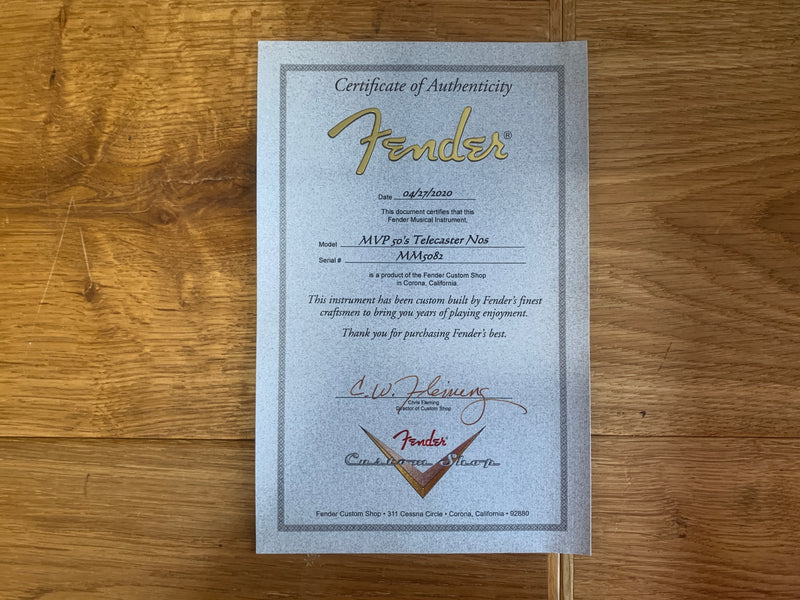 Certificate of Authenticity
Fender®
Date 04/27/2020
This document certifies that this
Fender Musical Instrument,
Model MVP 50's Telecaster Nos
Serial # MM5082
is a product of the Fender Custom Shop
in Corona, California.
This instrument has been custom built by Fender's finest
craftsmen to bring you years of playing enjoyment.
Thank you for purchasing Fender's best.
C.W. Fleming
Chris Fleming
Director of Custom Shop
Fender
Custom Shop
Fender Custom Shop • 311 Cessna Circle • Corona, California • 92880